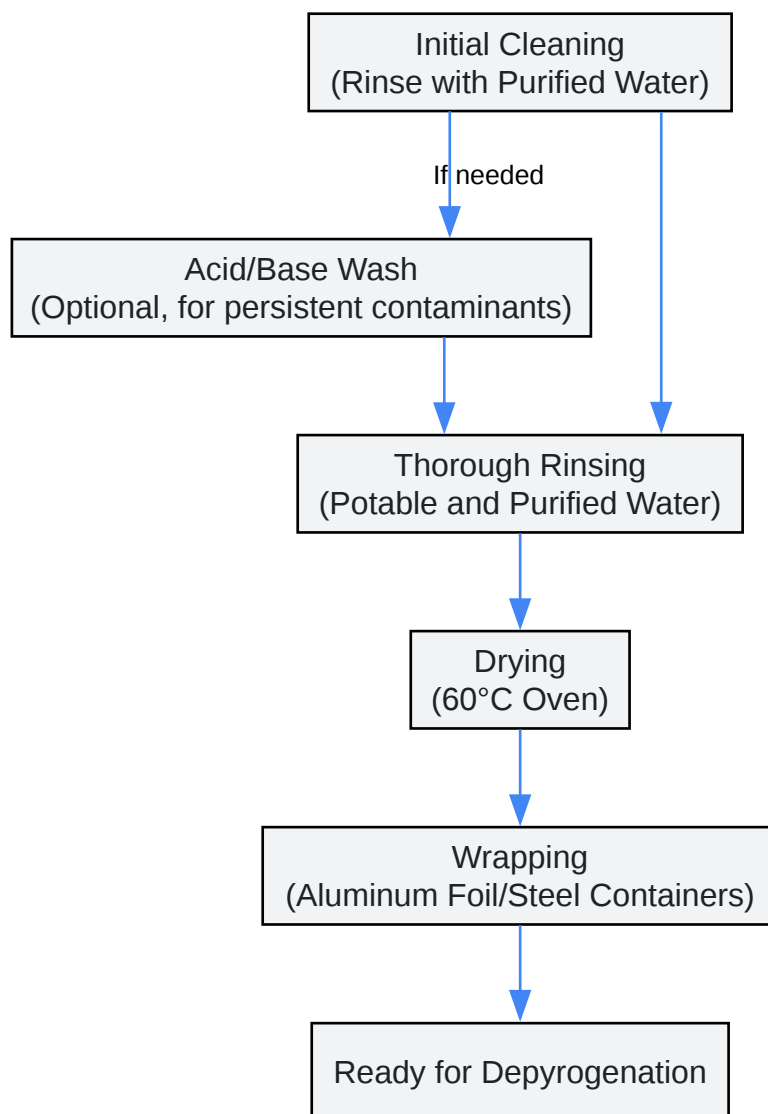 Initial Cleaning
(Rinse with Purified Water)
If needed
Acid/Base Wash
(Optional, for persistent contaminants)
Thorough Rinsing
(Potable and Purified Water)
Drying
(60°C Oven)
Wrapping
(Aluminum Foil/Steel Containers)
Ready for Depyrogenation